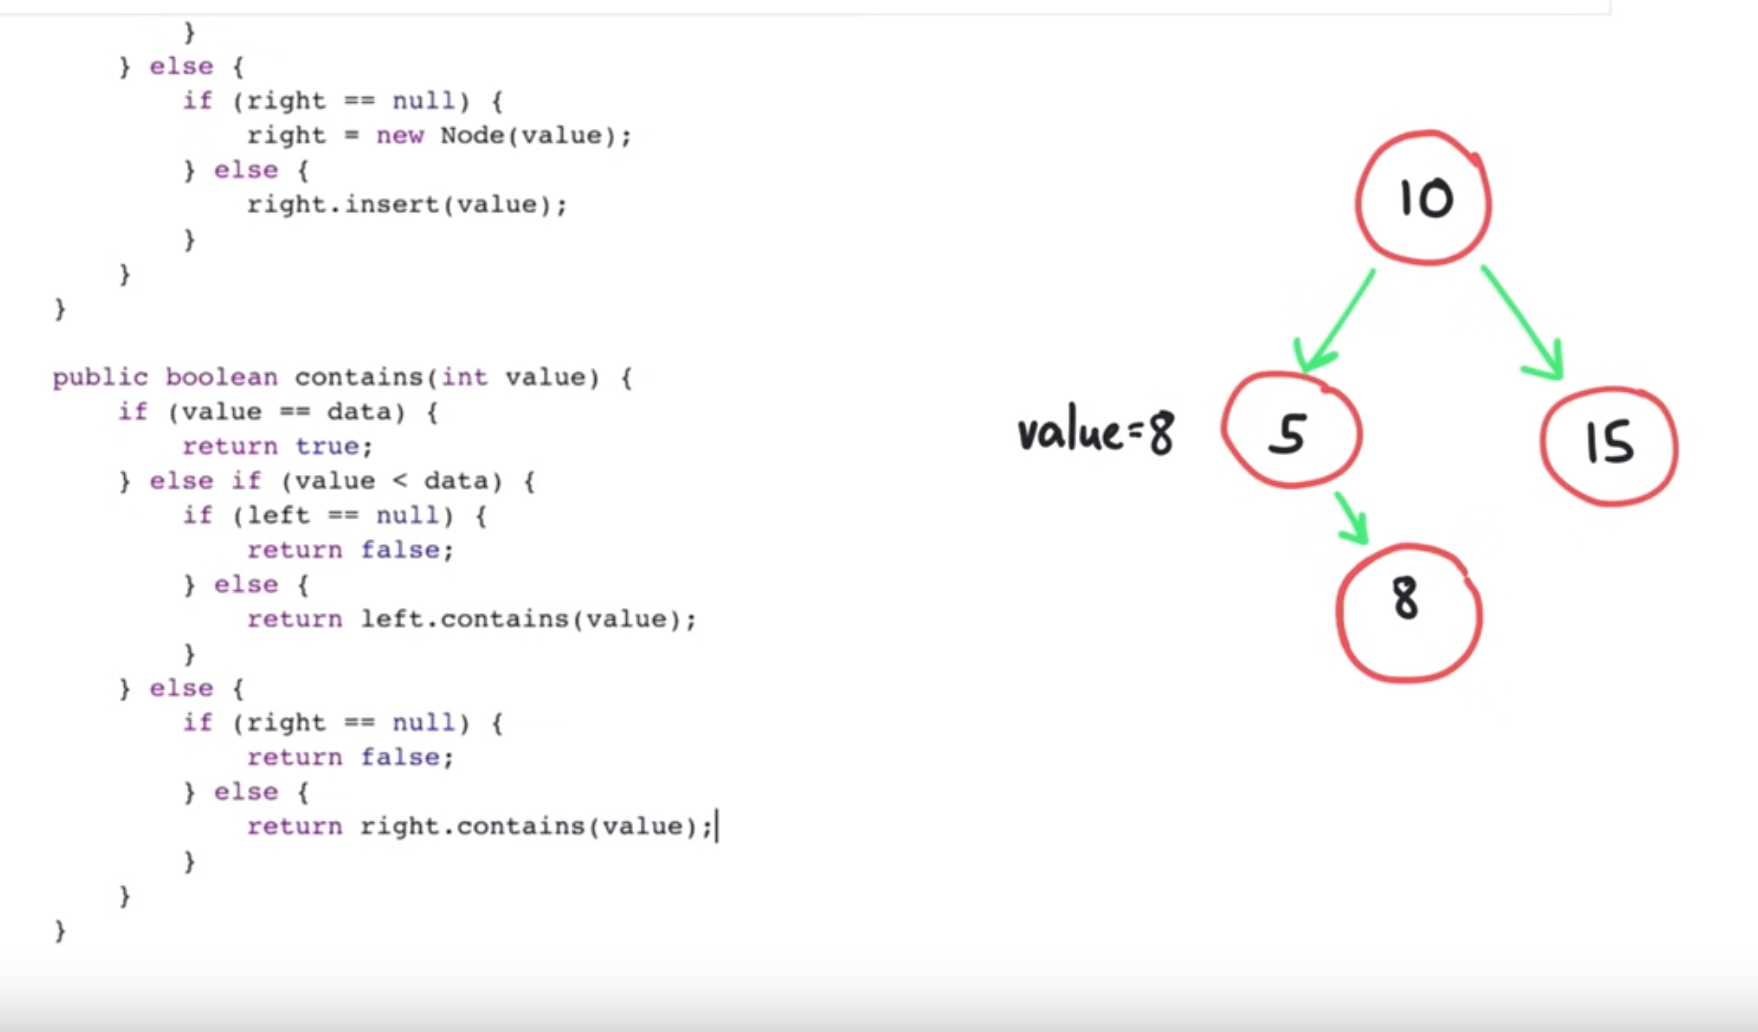 }
    } else {
        if (right == null) {
            right = new Node(value);
        } else {
            right.insert(value);
        }
    }
}

public boolean contains(int value) {
    if (value == data) {
        return true;
    } else if (value < data) {
        if (left == null) {
            return false;
        } else {
            return left.contains(value);
        }
    } else {
        if (right == null) {
            return false;
        } else {
            return right.contains(value);
        }
    }
}
10
value=8
5
15
8